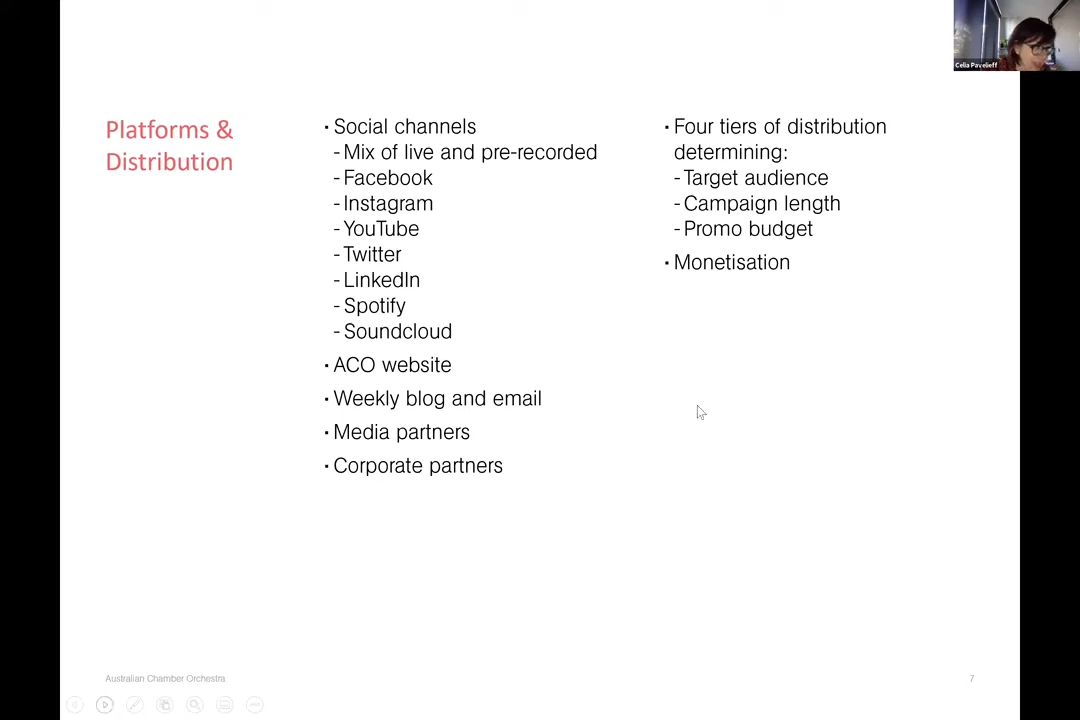 Celia Pavelieff
Platforms &
Distribution
· Social channels
- Mix of live and pre-recorded
- Facebook
- Instagram
- YouTube
- Twitter
- LinkedIn
- Spotify
- Soundcloud
· ACO website
· Weekly blog and email
· Media partners
· Corporate partners
· Four tiers of distribution
determining:
- Target audience
- Campaign length
- Promo budget
· Monetisation
Australian Chamber Orchestra
7